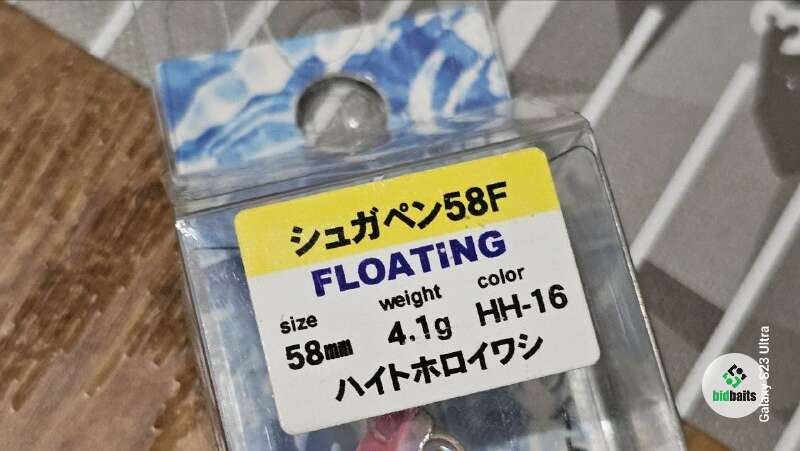 シュガペン58F
FLOATiNG
size weight color
58mm 4.1g HH-16
ハイトホロイワシ
bidbaits
Galaxy S23 Ultra